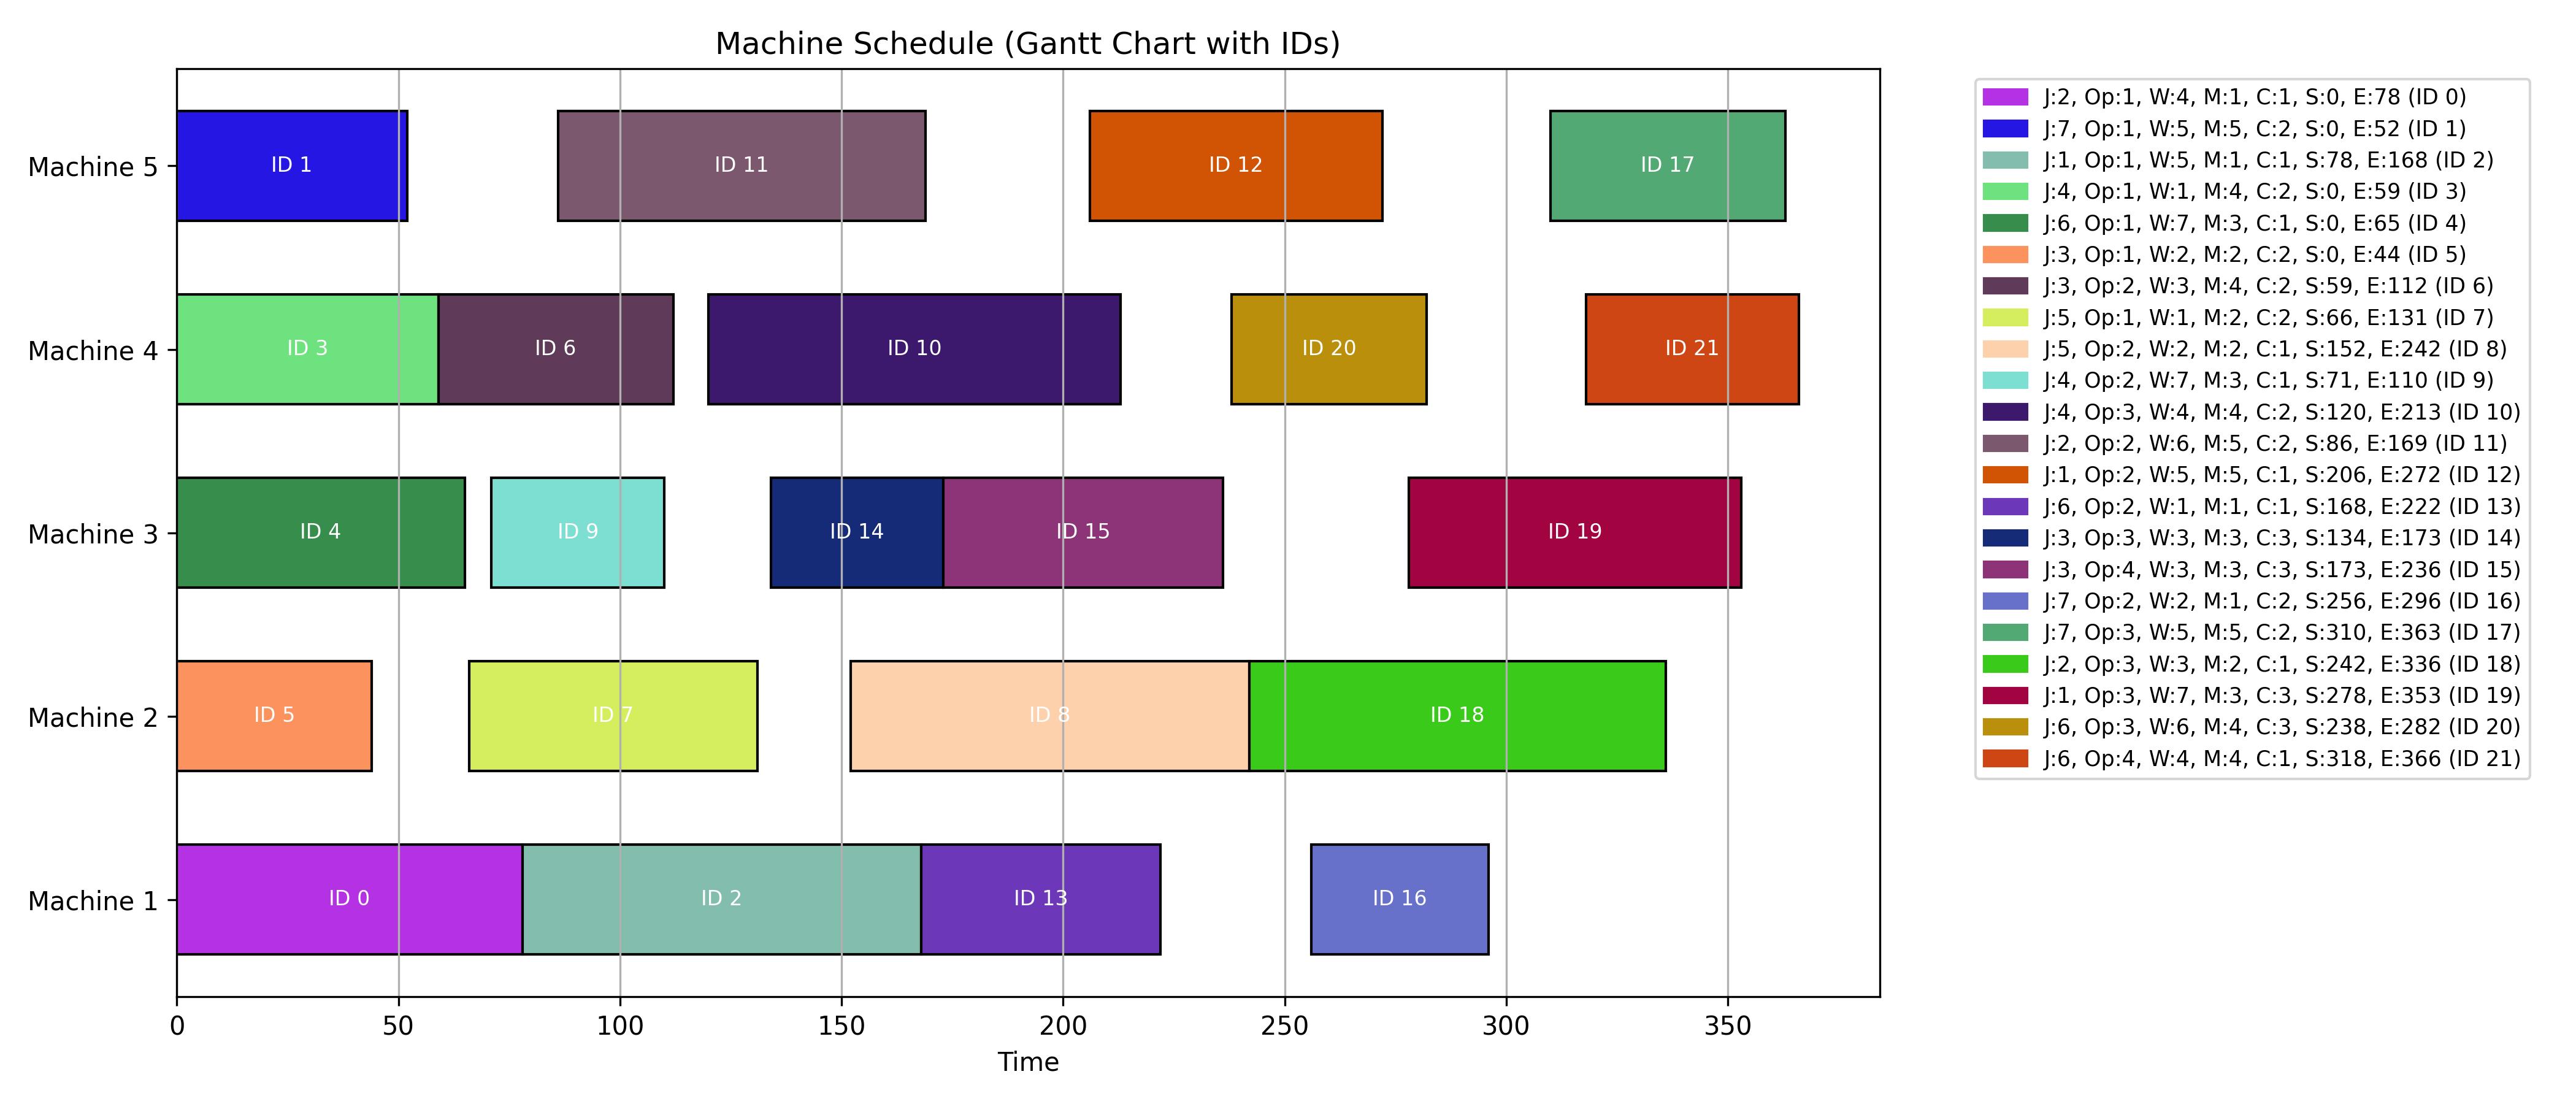 Machine Schedule (Gantt Chart with IDs)
Machine 5
ID 1
ID 11
ID 12
ID 17
Machine 4
ID 3
ID 6
ID 10
ID 20
ID 21
Machine 3
ID 4
ID 9
ID 14
ID 15
ID 19
Machine 2
ID 5
ID 7
ID 8
ID 18
Machine 1
ID 0
ID 2
ID 13
ID 16
0 50 100 150 200 250 300 350
Time
J:2, Op:1, W:4, M:1, C:1, S:0, E:78 (ID 0)
J:7, Op:1, W:5, M:5, C:2, S:0, E:52 (ID 1)
J:1, Op:1, W:5, M:1, C:1, S:78, E:168 (ID 2)
J:4, Op:1, W:1, M:4, C:2, S:0, E:59 (ID 3)
J:6, Op:1, W:7, M:3, C:1, S:0, E:65 (ID 4)
J:3, Op:1, W:2, M:2, C:2, S:0, E:44 (ID 5)
J:3, Op:2, W:3, M:4, C:2, S:59, E:112 (ID 6)
J:5, Op:1, W:1, M:2, C:2, S:66, E:131 (ID 7)
J:5, Op:2, W:2, M:2, C:1, S:152, E:242 (ID 8)
J:4, Op:2, W:7, M:3, C:1, S:71, E:110 (ID 9)
J:4, Op:3, W:4, M:4, C:2, S:120, E:213 (ID 10)
J:2, Op:2, W:6, M:5, C:2, S:86, E:169 (ID 11)
J:1, Op:2, W:5, M:5, C:1, S:206, E:272 (ID 12)
J:6, Op:2, W:1, M:1, C:1, S:168, E:222 (ID 13)
J:3, Op:3, W:3, M:3, C:3, S:134, E:173 (ID 14)
J:3, Op:4, W:3, M:3, C:3, S:173, E:236 (ID 15)
J:7, Op:2, W:2, M:1, C:2, S:256, E:296 (ID 16)
J:7, Op:3, W:5, M:5, C:2, S:310, E:363 (ID 17)
J:2, Op:3, W:3, M:2, C:1, S:242, E:336 (ID 18)
J:1, Op:3, W:7, M:3, C:3, S:278, E:353 (ID 19)
J:6, Op:3, W:6, M:4, C:3, S:238, E:282 (ID 20)
J:6, Op:4, W:4, M:4, C:1, S:318, E:366 (ID 21)